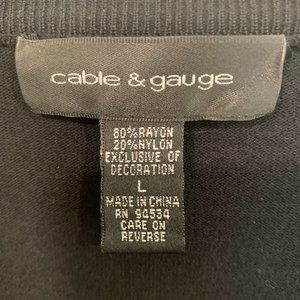 cable & gauge
80%RAYON
20%NYLON
EXCLUSIVE OF
DECORATION
L
MADE IN CHINA
RN 94534
CARE ON
REVERSE